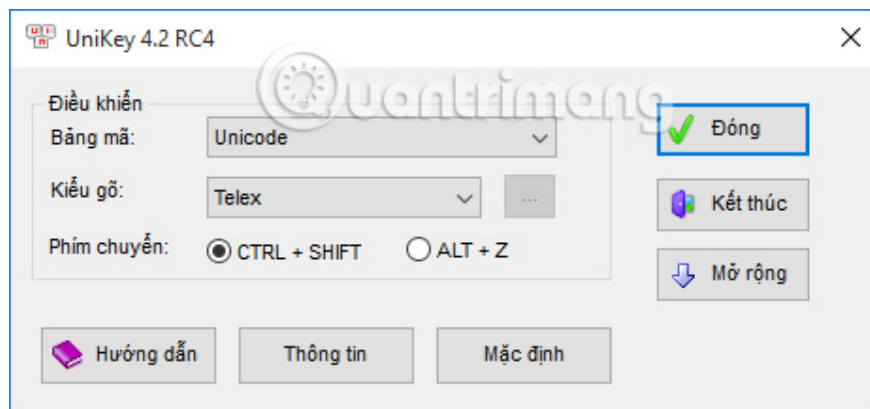 UniKey 4.2 RC4
Quantrimang
Điều khiển
Bảng mã:
Unicode
Đóng
Kiểu gõ:
Telex
...
Kết thúc
Phím chuyển:
CTRL + SHIFT
ALT + Z
Mở rộng
Hướng dẫn
Thông tin
Mặc định